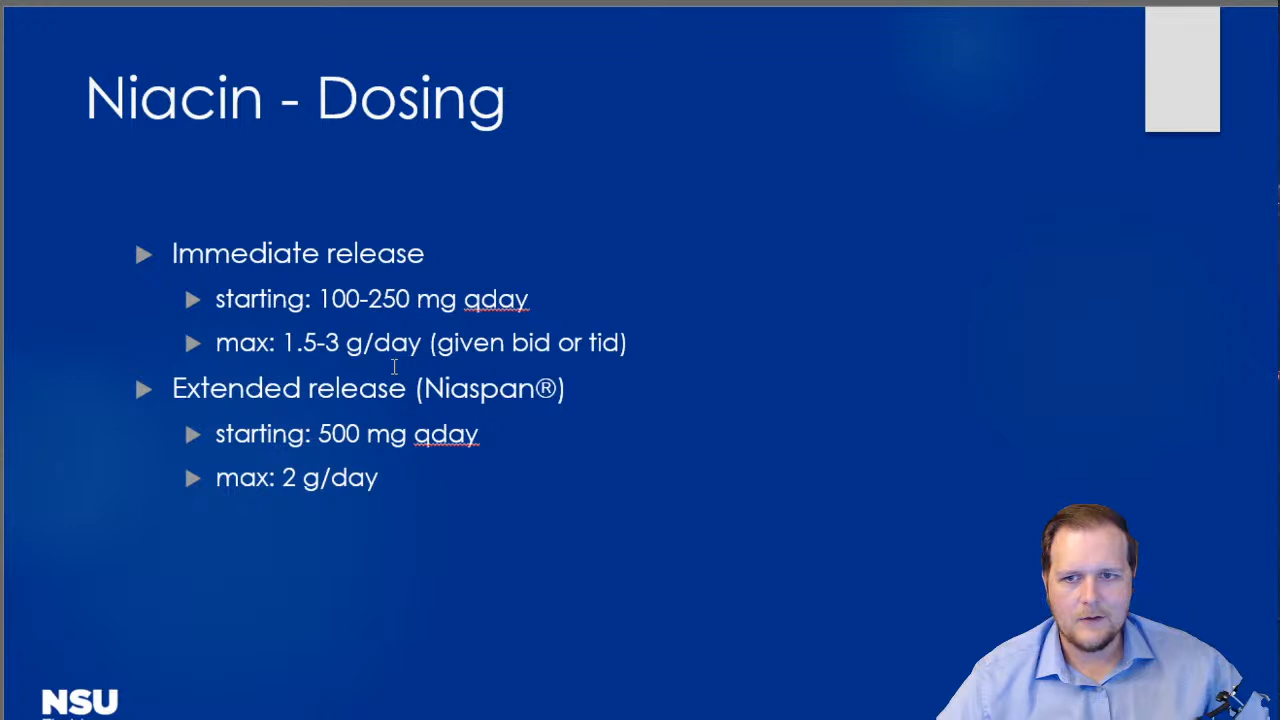 Niacin - Dosing
Immediate release
starting: 100-250 mg qday
max: 1.5-3 g/day (given bid or tid)
Extended release (Niaspan®)
starting: 500 mg qday
max: 2 g/day
NSU